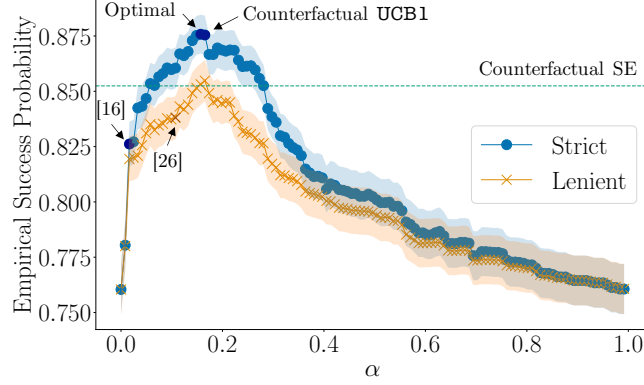 Optimal
Counterfactual UCB1
0.875
Counterfactual SE
0.850
[16]
[26]
0.825
Strict
Lenient
0.800
0.775
0.750
Empirical Success Probability
0.0 0.2 0.4 0.6 0.8 1.0
α